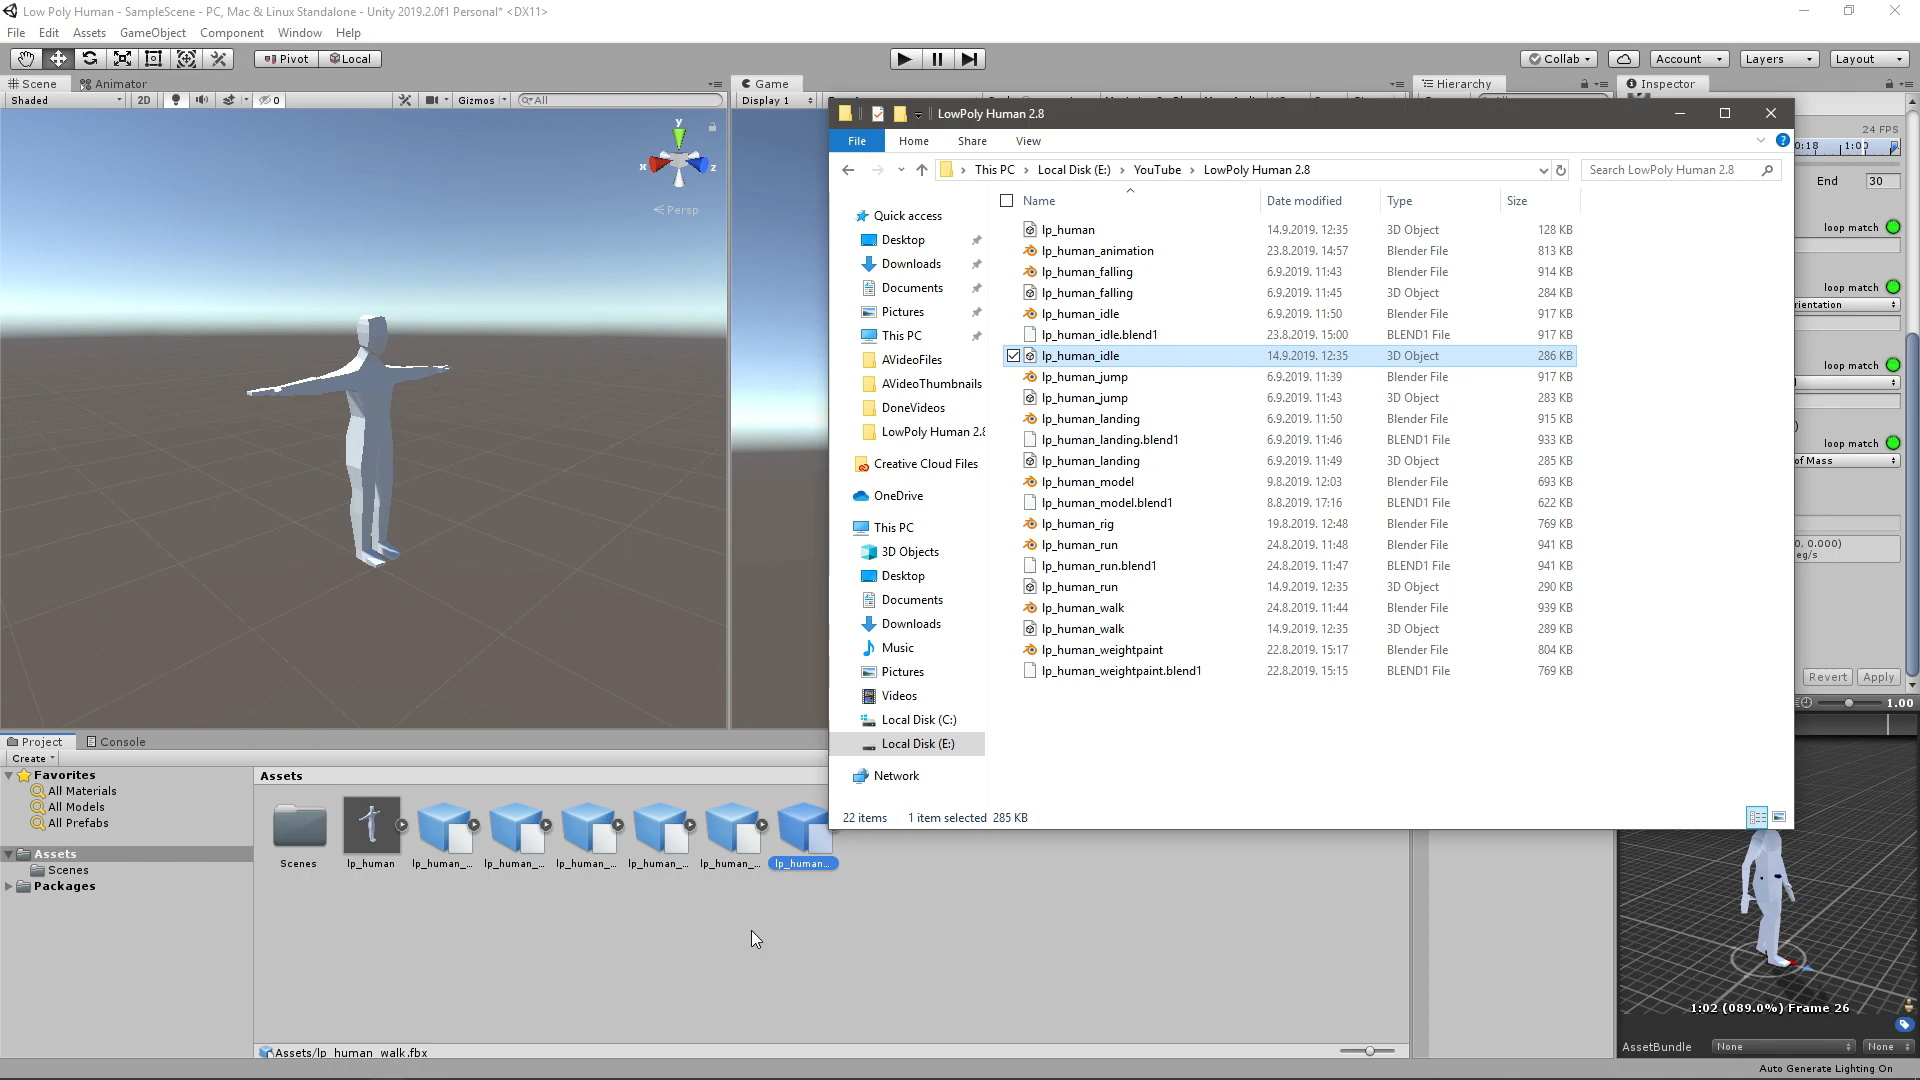 Low Poly Human - SampleScene - PC, Mac & Linux Standalone - Unity 2019.2.0f1 Personal* <DX11>
File Edit Assets GameObject Component Window Help
Pivot Local Collab Account Layers Layout
Scene Animator Game Hierarchy Inspector
Shaded 2D 0 Gizmos All Display 1
y
x
z
Persp
LowPoly Human 2.8
File Home Share View
This PC Local Disk (E:) YouTube LowPoly Human 2.8 Search LowPoly Human 2.8
Name Date modified Type Size
Quick access
Desktop
Downloads
Documents
Pictures
This PC
AVideoFiles
AVideoThumbnails
DoneVideos
LowPoly Human 2.8
Creative Cloud Files
OneDrive
This PC
3D Objects
Desktop
Documents
Downloads
Music
Pictures
Videos
Local Disk (C:)
Local Disk (E:)
Network
lp_human 14.9.2019. 12:35 3D Object 128 KB
lp_human_animation 23.8.2019. 14:57 Blender File 813 KB
lp_human_falling 6.9.2019. 11:43 Blender File 914 KB
lp_human_falling 6.9.2019. 11:45 3D Object 284 KB
lp_human_idle 6.9.2019. 11:50 Blender File 917 KB
lp_human_idle.blend1 23.8.2019. 15:00 BLEND1 File 917 KB
lp_human_idle 14.9.2019. 12:35 3D Object 286 KB
lp_human_jump 6.9.2019. 11:39 Blender File 917 KB
lp_human_jump 6.9.2019. 11:43 3D Object 283 KB
lp_human_landing 6.9.2019. 11:50 Blender File 915 KB
lp_human_landing.blend1 6.9.2019. 11:46 BLEND1 File 933 KB
lp_human_landing 6.9.2019. 11:49 3D Object 285 KB
lp_human_model 9.8.2019. 12:03 Blender File 693 KB
lp_human_model.blend1 8.8.2019. 17:16 BLEND1 File 622 KB
lp_human_rig 19.8.2019. 12:48 Blender File 769 KB
lp_human_run 24.8.2019. 11:48 Blender File 941 KB
lp_human_run.blend1 24.8.2019. 11:47 BLEND1 File 941 KB
lp_human_run 14.9.2019. 12:35 3D Object 290 KB
lp_human_walk 24.8.2019. 11:44 Blender File 939 KB
lp_human_walk 14.9.2019. 12:35 3D Object 289 KB
lp_human_weightpaint 22.8.2019. 15:17 Blender File 804 KB
lp_human_weightpaint.blend1 22.8.2019. 15:15 BLEND1 File 769 KB
22 items 1 item selected 285 KB
24 FPS
0:18 1:00
End 30
loop match
loop match
rientation
loop match
loop match
of Mass
0, 0.000)
eg/s
Revert Apply
1.00
Project Console
Create
Favorites
All Materials
All Models
All Prefabs
Assets
Scenes
Packages
Assets
Scenes lp_human lp_human_... lp_human_... lp_human_... lp_human_... lp_human_... lp_human...
Assets/lp_human_walk.fbx
1:02 (089.0%) Frame 26
AssetBundle None None
Auto Generate Lighting On